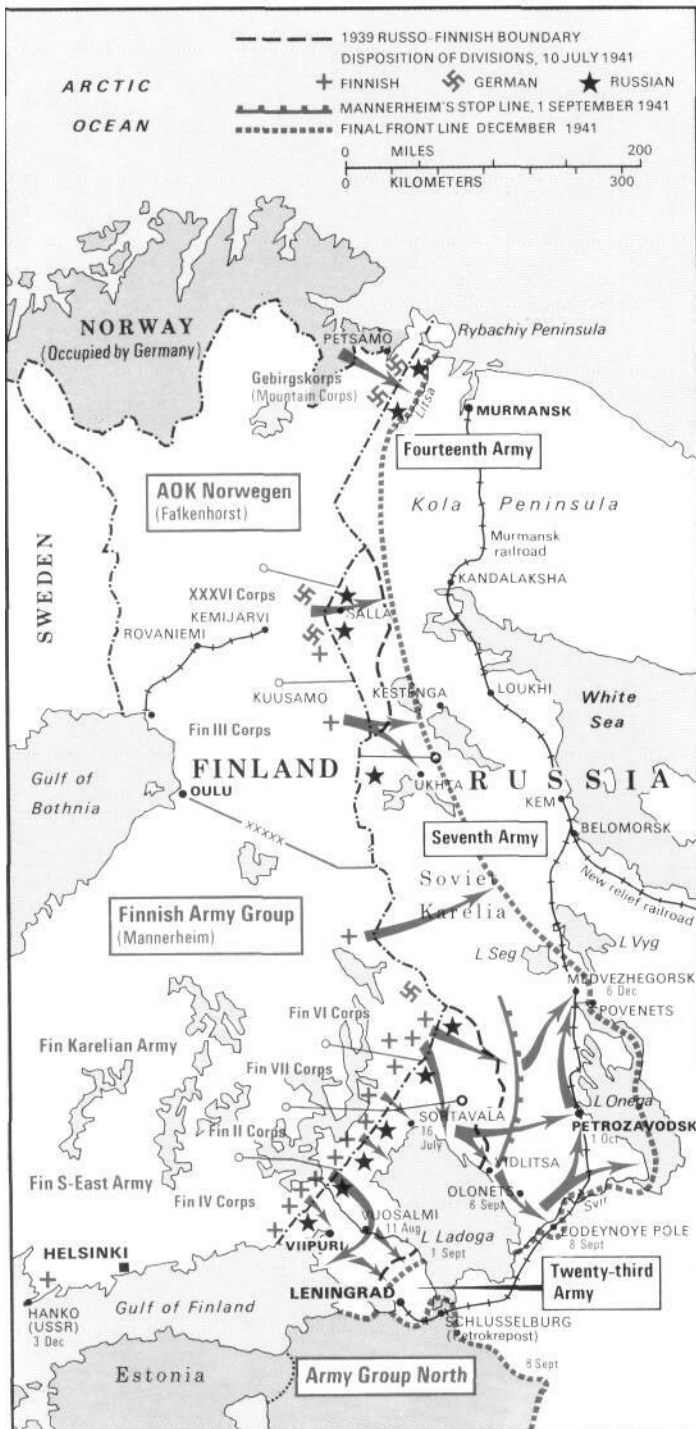 1939 RUSSO-FINNISH BOUNDARY
DISPOSITION OF DIVISIONS, 10 JULY 1941
FINNISH GERMAN RUSSIAN
MANNERHEIM'S STOP LINE, 1 SEPTEMBER 1941
FINAL FRONT LINE DECEMBER 1941
0 MILES 200
0 KILOMETERS 300
ARCTIC
OCEAN
NORWAY
(Occupied by Germany)
PETSAMO
Rybachiy Peninsula
Gebirgskorps
(Mountain Corps)
Litsa
MURMANSK
Fourteenth Army
AOK Norwegen
(Falkenhorst)
Kola Peninsula
Murmansk
railroad
SWEDEN
XXXVI Corps
KANDALAKSHA
SALLA
KEMIJÄRVI
ROVANIEMI
KUUSAMO
KESTENGA
LOUKHI
White
Sea
Fin III Corps
FINLAND
RUSSIA
Gulf of
Bothnia
OULU
UKHTA
KEM
XXXXX
Seventh Army
BELOMORSK
New relief railroad
Soviet
Karelia
Finnish Army Group
(Mannerheim)
L Seg
L Vyg
MEDVEZHEGORSK
6 Dec
POVENETS
Fin VI Corps
Fin Karelian Army
Fin VII Corps
SORTAVALA
16
July
L Onega
PETROZAVODSK
1 Oct
Fin II Corps
IDLITSA
OLONETS
6 Sept
Fin S-East Army
Fin IV Corps
Svir
VUOSALMI
11 Aug
LODEYNOYE POLE
8 Sept
L Ladoga
1 Sept
VIIPURI
HELSINKI
Twenty-third
Army
LENINGRAD
HANKO
(USSR)
3 Dec
Gulf of Finland
SCHLUSSELBURG
(Petrokrepost)
Estonia
Army Group North
8 Sept